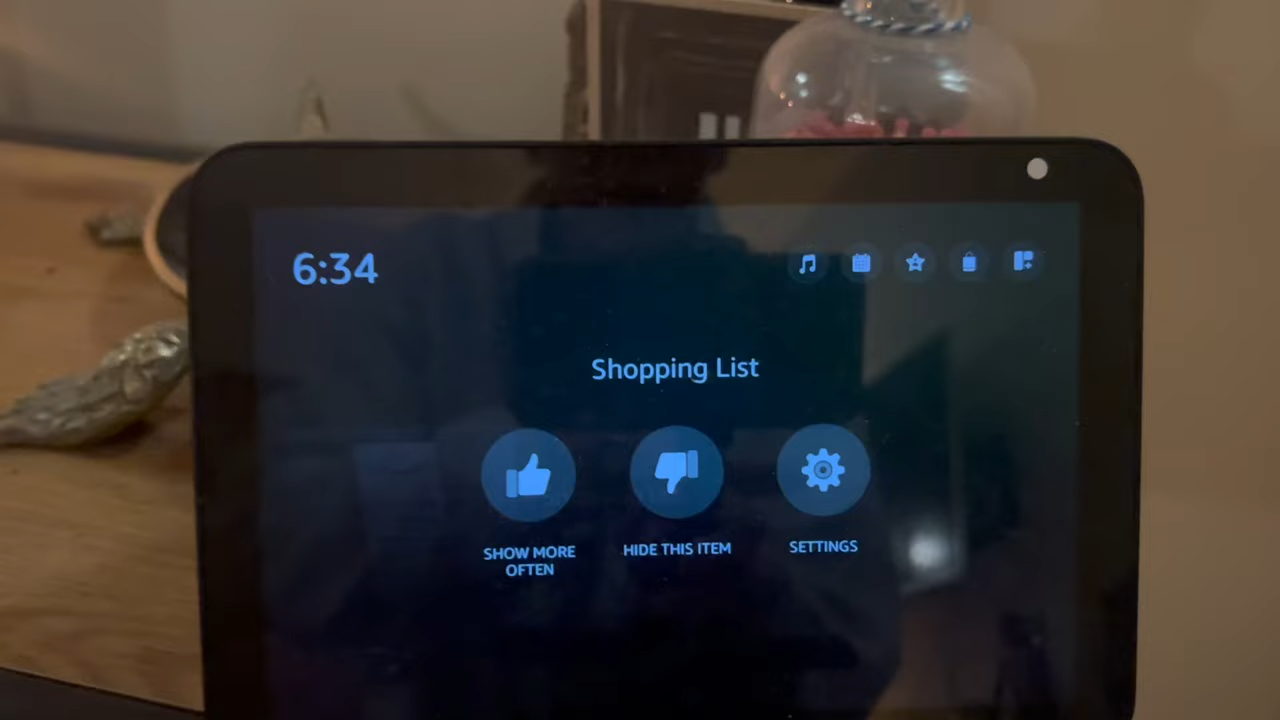 6:34
Shopping List
SHOW MORE
OFTEN
HIDE THIS ITEM
SETTINGS